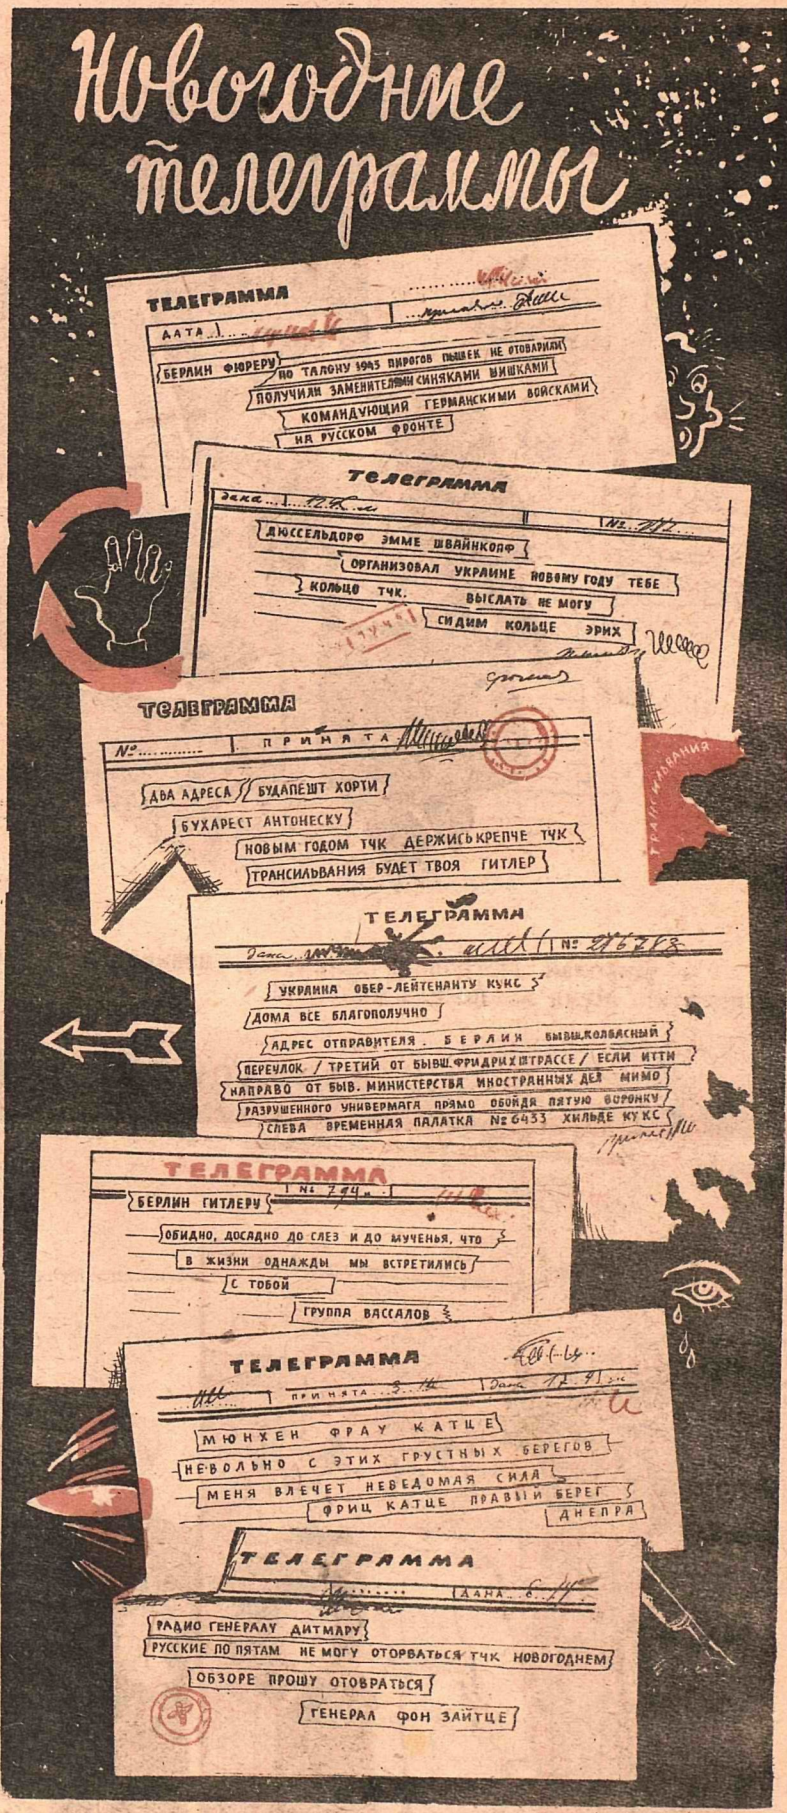 Новогодние
телеграммы
ТЕЛЕГРАММА
ДАТА
БЕРЛИН ФЮРЕРУ
ПО ТАЛОНУ 1943 ПИРОГОВ ПЫШЕК НЕ ОТОВАРИЛИ
ПОЛУЧИЛИ ЗАМЕНИТЕЛЯМИ СИНЯКАМИ ШИШКАМИ
КОМАНДУЮЩИЙ ГЕРМАНСКИМИ ВОЙСКАМИ
НА РУССКОМ ФРОНТЕ
ТЕЛЕГРАММА
ДЮССЕЛЬДОРФ ЭММЕ ШВАЙНКОПФ
ОРГАНИЗОВАЛ УКРАИНЕ НОВОМУ ГОДУ ТЕБЕ
КОЛЬЦО ТЧК. ВЫСЛАТЬ НЕ МОГУ
СИДИМ КОЛЬЦЕ ЭРИХ
ТЕЛЕГРАММА
№ ПРИНЯТА
ТРАНСИЛЬВАНИЯ
ДВА АДРЕСА // БУДАПЕШТ ХОРТИ
БУХАРЕСТ АНТОНЕСКУ
НОВЫМ ГОДОМ ТЧК ДЕРЖИСЬ КРЕПЧЕ ТЧК
ТРАНСИЛЬВАНИЯ БУДЕТ ТВОЯ ГИТЛЕР
ТЕЛЕГРАММА
№ 216783
УКРАИНА ОБЕР-ЛЕЙТЕНАНТУ КУКС
ДОМА ВСЕ БЛАГОПОЛУЧНО
АДРЕС ОТПРАВИТЕЛЯ. БЕРЛИН БЫВШ.КОЛБАСНЫЙ
ПЕРЕУЛОК / ТРЕТИЙ ОТ БЫВШ.ФРИДРИХШТРАССЕ / ЕСЛИ ИТТИ
НАПРАВО ОТ БЫВ. МИНИСТЕРСТВА ИНОСТРАННЫХ ДЕЛ МИМО
РАЗРУШЕННОГО УНИВЕРМАГА ПРЯМО ОБОЙДЯ ПЯТУЮ ВОРОНКУ
СЛЕВА ВРЕМЕННАЯ ПАЛАТКА №6433 ХИЛЬДЕ КУКС
ТЕЛЕГРАММА
№ 794
БЕРЛИН ГИТЛЕРУ
ОБИДНО, ДОСАДНО ДО СЛЕЗ И ДО МУЧЕНЬЯ, ЧТО
В ЖИЗНИ ОДНАЖДЫ МЫ ВСТРЕТИЛИСЬ
С ТОБОЙ
ГРУППА ВАССАЛОВ
ТЕЛЕГРАММА
ПРИНЯТА
МЮНХЕН ФРАУ КАТЦЕ
НЕВОЛЬНО С ЭТИХ ГРУСТНЫХ БЕРЕГОВ
МЕНЯ ВЛЕЧЕТ НЕВЕДОМАЯ СИЛА
ФРИЦ КАТЦЕ ПРАВЫЙ БЕРЕГ
ДНЕПРА
ТЕЛЕГРАММА
ДАНА
РАДИО ГЕНЕРАЛУ ДИТМАРУ
РУССКИЕ ПО ПЯТАМ НЕ МОГУ ОТОРВАТЬСЯ ТЧК НОВОГОДНЕМ
ОБЗОРЕ ПРОШУ ОТОВРАТЬСЯ
ГЕНЕРАЛ ФОН ЗАЙТЦЕ